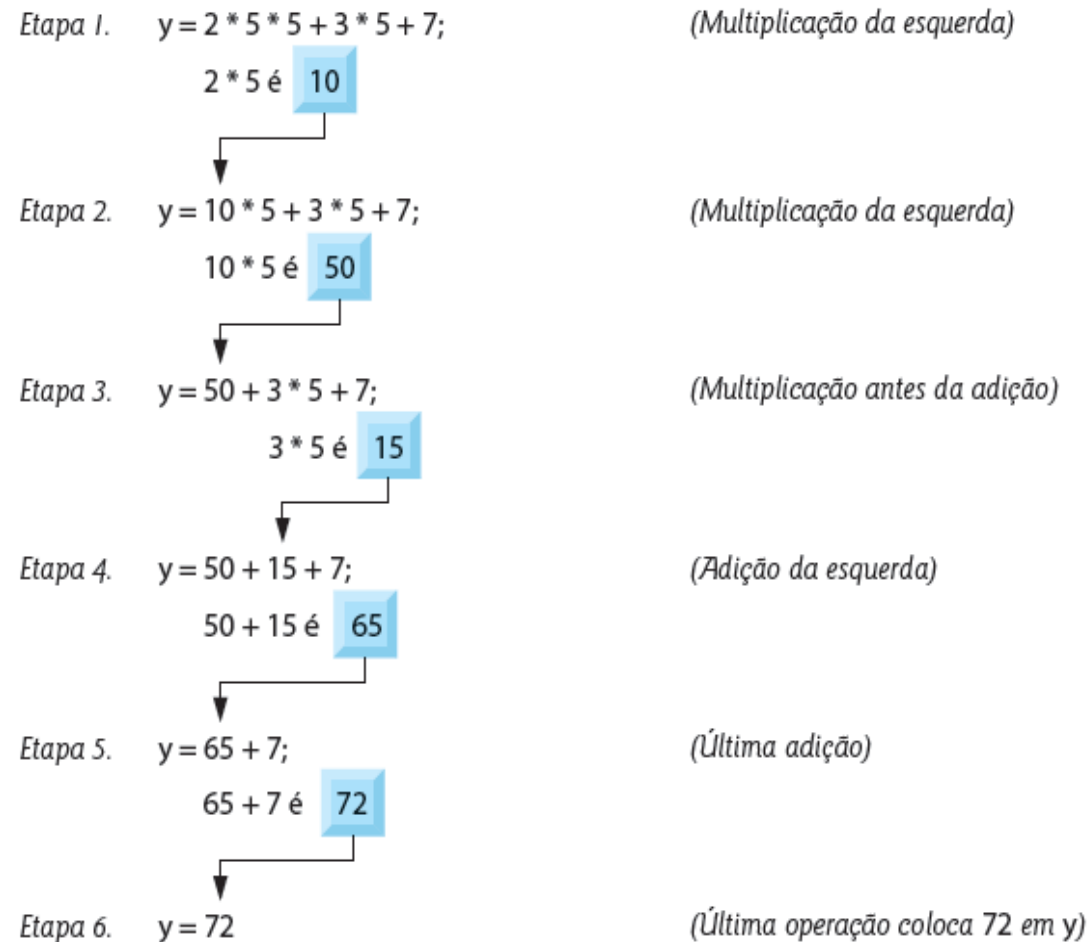 Etapa 1. y = 2 * 5 * 5 + 3 * 5 + 7; (Multiplicação da esquerda)
2 * 5 é 10
Etapa 2. y = 10 * 5 + 3 * 5 + 7; (Multiplicação da esquerda)
10 * 5 é 50
Etapa 3. y = 50 + 3 * 5 + 7; (Multiplicação antes da adição)
3 * 5 é 15
Etapa 4. y = 50 + 15 + 7; (Adição da esquerda)
50 + 15 é 65
Etapa 5. y = 65 + 7; (Última adição)
65 + 7 é 72
Etapa 6. y = 72 (Última operação coloca 72 em y)